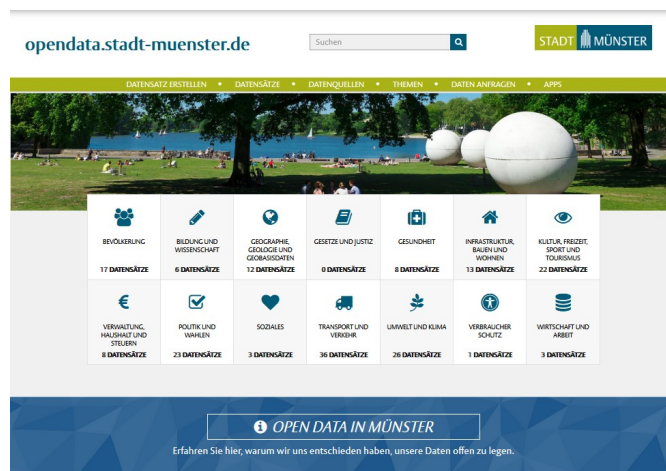 opendata.stadt-muenster.de
Suchen
STADT MÜNSTER
DATENSATZ ERSTELLEN • DATENSÄTZE • DATENQUELLEN • THEMEN • DATEN ANFRAGEN • APPS
BEVÖLKERUNG
17 DATENSÄTZE
BILDUNG UND
WISSENSCHAFT
6 DATENSÄTZE
GEOGRAPHIE,
GEOLOGIE UND
GEOBASISDATEN
12 DATENSÄTZE
GESETZE UND JUSTIZ
0 DATENSÄTZE
GESUNDHEIT
8 DATENSÄTZE
INFRASTRUKTUR,
BAUEN UND
WOHNEN
13 DATENSÄTZE
KULTUR, FREIZEIT,
SPORT UND
TOURISMUS
22 DATENSÄTZE
VERWALTUNG,
HAUSHALT UND
STEUERN
8 DATENSÄTZE
POLITIK UND
WAHLEN
23 DATENSÄTZE
SOZIALES
3 DATENSÄTZE
TRANSPORT UND
VERKEHR
36 DATENSÄTZE
UMWELT UND KLIMA
26 DATENSÄTZE
VERBRAUCHER
SCHUTZ
1 DATENSÄTZE
WIRTSCHAFT UND
ARBEIT
3 DATENSÄTZE
OPEN DATA IN MÜNSTER
Erfahren Sie hier, warum wir uns entschieden haben, unsere Daten offen zu legen.